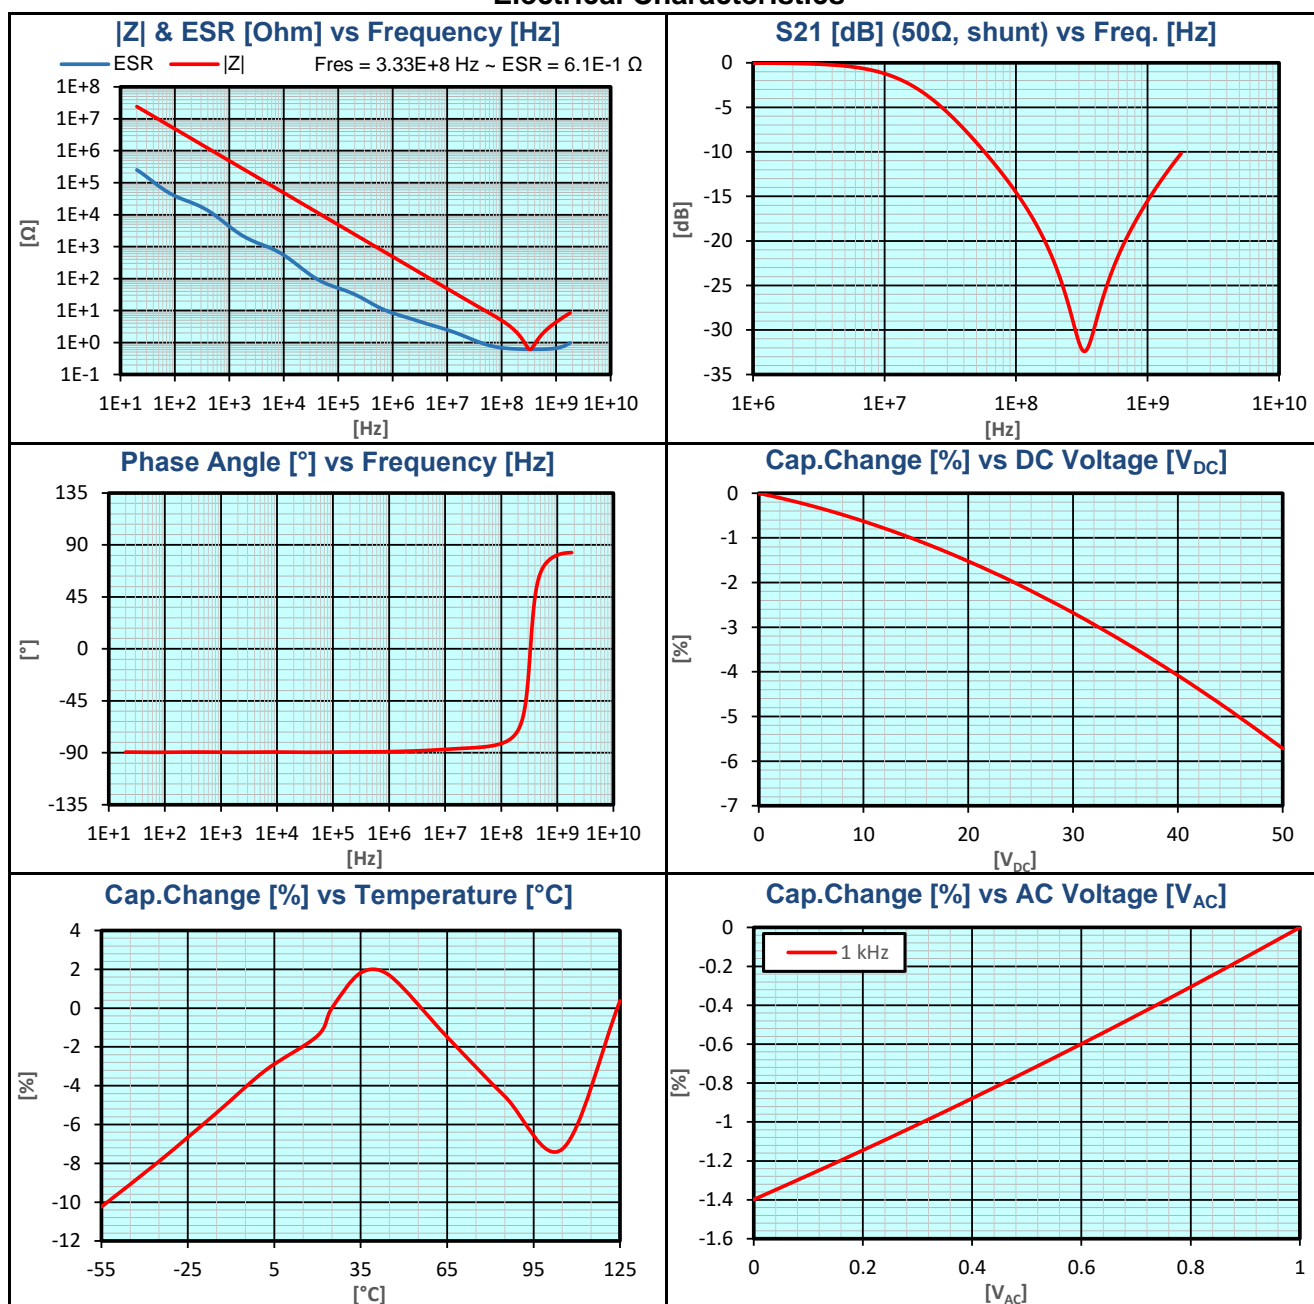 Electrical Characteristics
|Z| & ESR [Ohm] vs Frequency [Hz]
ESR |Z| Fres = 3.33E+8 Hz ~ ESR = 6.1E-1 Ω
1E+8
1E+7
1E+6
1E+5
1E+4
1E+3
1E+2
1E+1
1E+0
1E-1
[Ω]
1E+1 1E+2 1E+3 1E+4 1E+5 1E+6 1E+7 1E+8 1E+9 1E+10
[Hz]
S21 [dB] (50Ω, shunt) vs Freq. [Hz]
0
-5
-10
-15
-20
-25
-30
-35
[dB]
1E+6 1E+7 1E+8 1E+9 1E+10
[Hz]
Phase Angle [°] vs Frequency [Hz]
135
90
45
0
-45
-90
-135
[°]
1E+1 1E+2 1E+3 1E+4 1E+5 1E+6 1E+7 1E+8 1E+9 1E+10
[Hz]
Cap.Change [%] vs DC Voltage [VDC]
0
-1
-2
-3
-4
-5
-6
-7
[%]
0 10 20 30 40 50
[VDC]
Cap.Change [%] vs Temperature [°C]
4
2
0
-2
-4
-6
-8
-10
-12
[%]
-55 -25 5 35 65 95 125
[°C]
Cap.Change [%] vs AC Voltage [VAC]
1 kHz
0
-0.2
-0.4
-0.6
-0.8
-1
-1.2
-1.4
-1.6
[%]
0 0.2 0.4 0.6 0.8 1
[VAC]